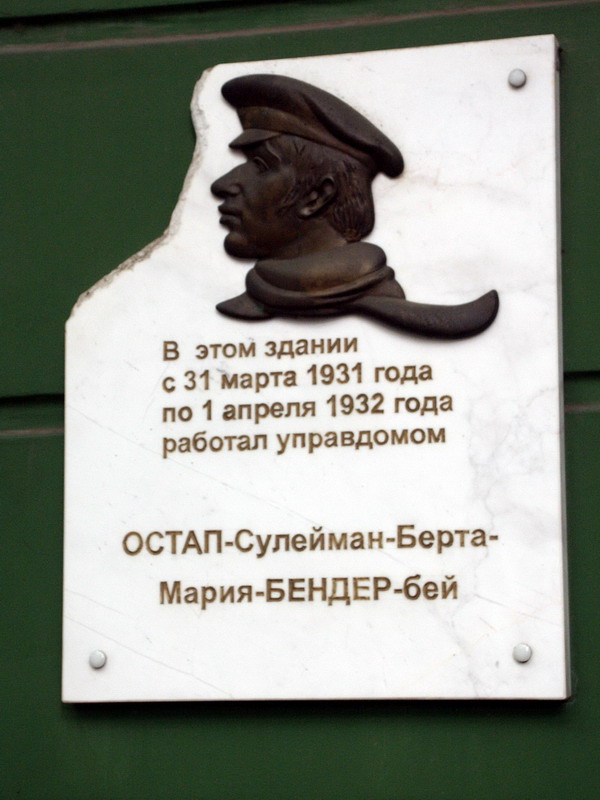 В этом здании
с 31 марта 1931 года
по 1 апреля 1932 года
работал управдомом
ОСТАП-Сулейман-Берта-
Мария-БЕНДЕР-бей